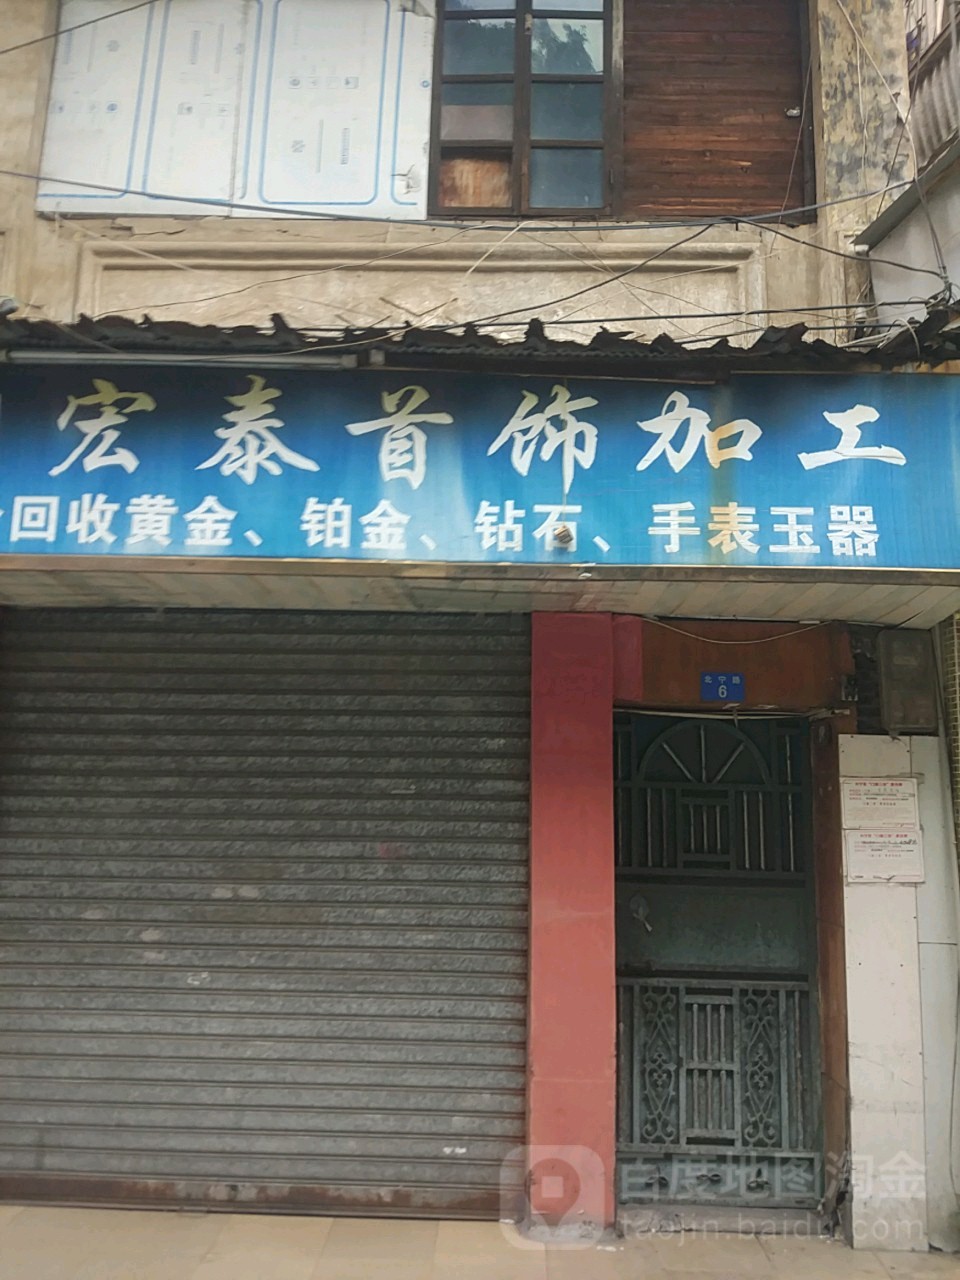 宏泰首饰加工
回收黄金、铂金、钻石、手表玉器
北宁路
6
百度地图淘金
taojin.baidu.com